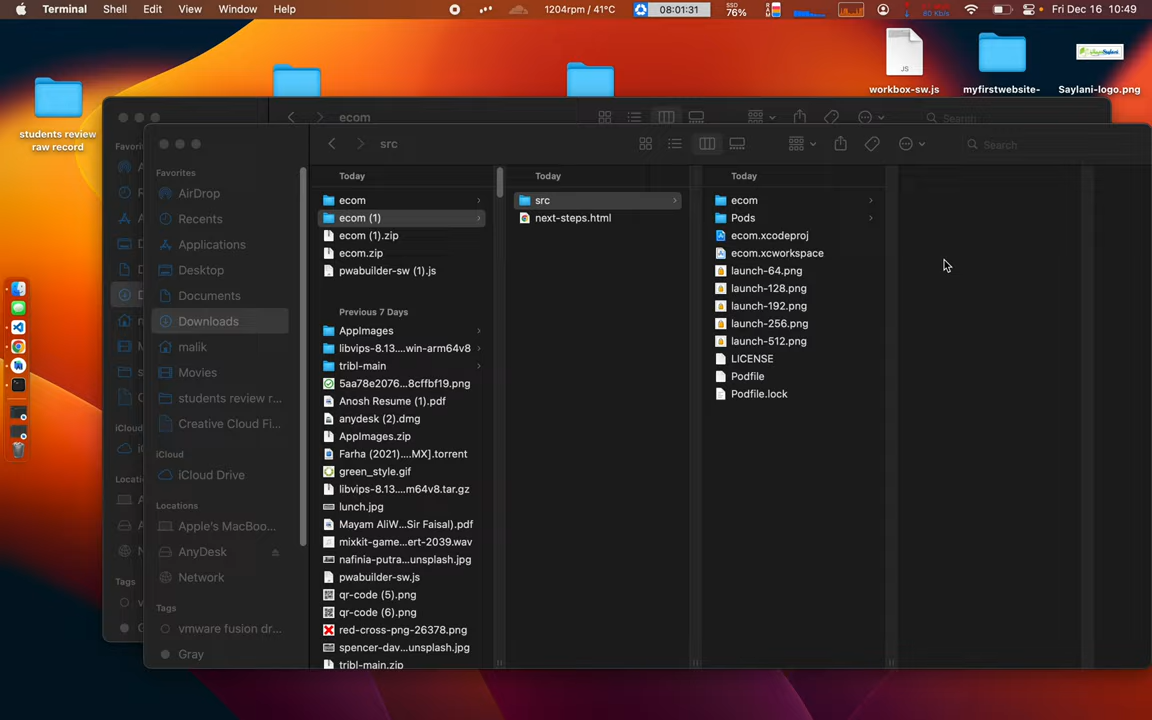 Terminal Shell Edit View Window Help 1204rpm / 41°C 08:01:31 SSD 76% Fri Dec 16 10:49
students review
raw record
workbox-sw.js
myfirstwebsite-
Saylani-logo.png
JS
ecom
Search
src
Search
Favorites
AirDrop
Recents
Applications
Desktop
Documents
Downloads
malik
Movies
students review r...
Creative Cloud Fi...
iCloud
iCloud Drive
Locations
Apple's MacBoo...
AnyDesk
Network
Tags
vmware fusion dr...
Gray
Today
ecom
ecom (1)
ecom (1).zip
ecom.zip
pwabuilder-sw (1).js
Previous 7 Days
AppImages
libvips-8.13....win-arm64v8
tribl-main
5aa78e2076...8cffbf19.png
Anosh Resume (1).pdf
anydesk (2).dmg
AppImages.zip
Farha (2021)....MX].torrent
green_style.gif
libvips-8.13....m64v8.tar.gz
lunch.jpg
Mayam AliW...Sir Faisal).pdf
mixkit-game...ert-2039.wav
nafinia-putra...unsplash.jpg
pwabuilder-sw.js
qr-code (5).png
qr-code (6).png
red-cross-png-26378.png
spencer-dav...unsplash.jpg
tribl-main.zip
Today
src
next-steps.html
Today
ecom
Pods
ecom.xcodeproj
ecom.xcworkspace
launch-64.png
launch-128.png
launch-192.png
launch-256.png
launch-512.png
LICENSE
Podfile
Podfile.lock